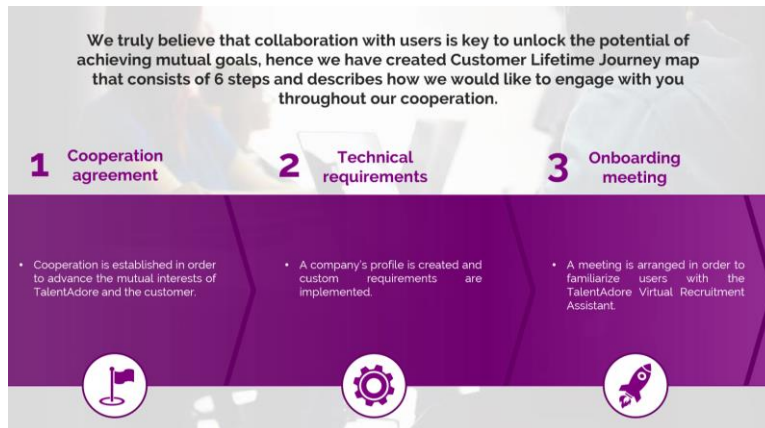 We truly believe that collaboration with users is key to unlock the potential of
achieving mutual goals, hence we have created Customer Lifetime Journey map
that consists of 6 steps and describes how we would like to engage with you
throughout our cooperation.
1 Cooperation
agreement
• Cooperation is established in order
to advance the mutual interests of
TalentAdore and the customer.
2 Technical
requirements
• A company's profile is created and
custom requirements are
implemented.
3 Onboarding
meeting
• A meeting is arranged in order to
familiarize users with the
TalentAdore Virtual Recruitment
Assistant.